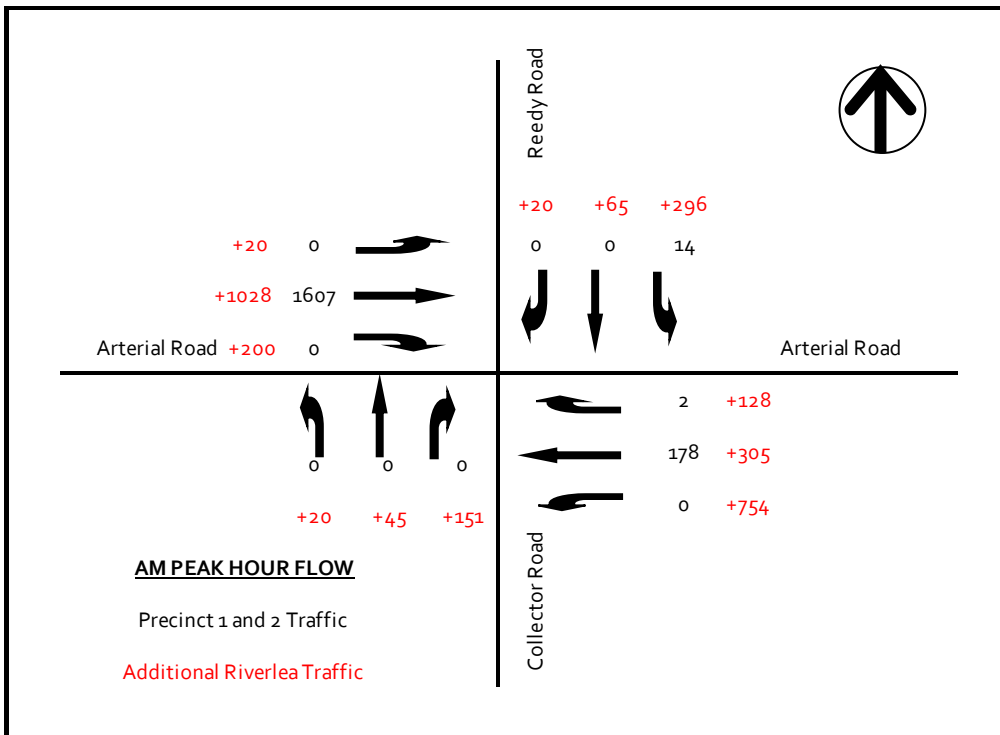 Reedy Road
+20 +65 +296
0 0 14
+20 0
+1028 1607
Arterial Road +200 0
Arterial Road
2 +128
178 +305
0 +754
0 0 0
+20 +45 +151
Collector Road
AM PEAK HOUR FLOW
Precinct 1 and 2 Traffic
Additional Riverlea Traffic